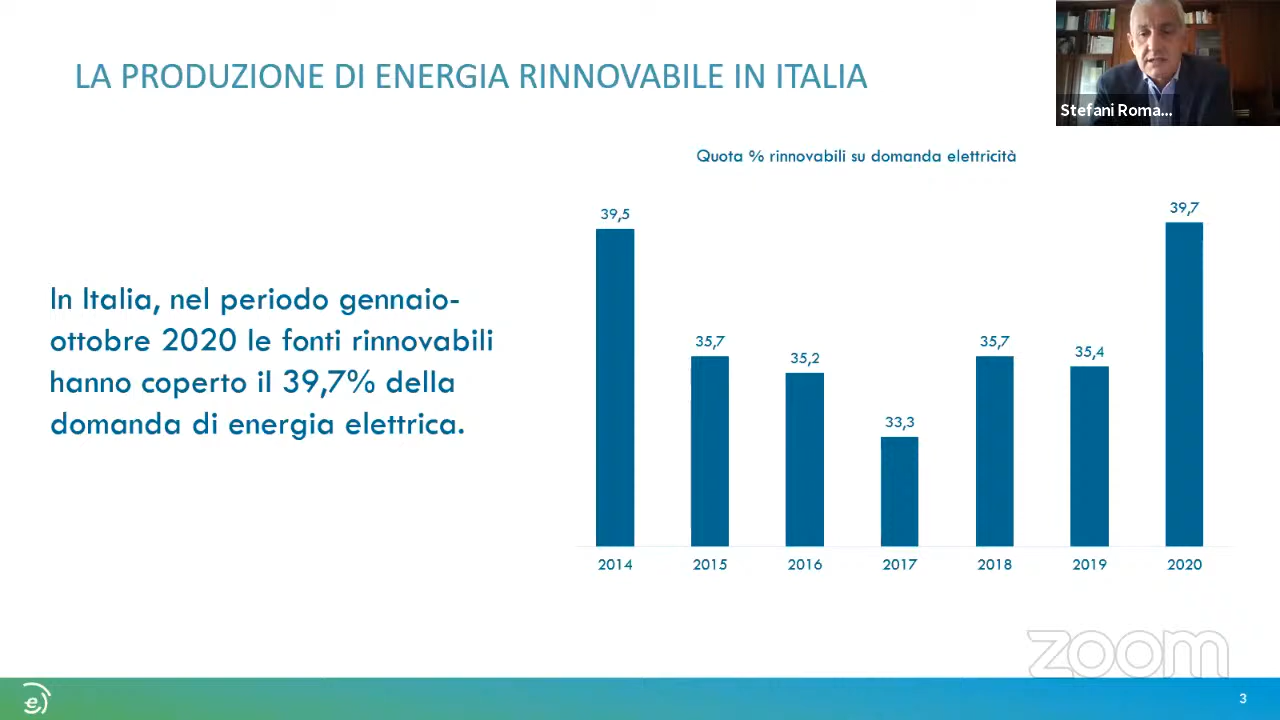 LA PRODUZIONE DI ENERGIA RINNOVABILE IN ITALIA
Stefani Roma...
Quota % rinnovabili su domanda elettricità
In Italia, nel periodo gennaio-
ottobre 2020 le fonti rinnovabili
hanno coperto il 39,7% della
domanda di energia elettrica.
39,5
35,7
35,2
33,3
35,7
35,4
39,7
2014
2015
2016
2017
2018
2019
2020
zoom
e
3